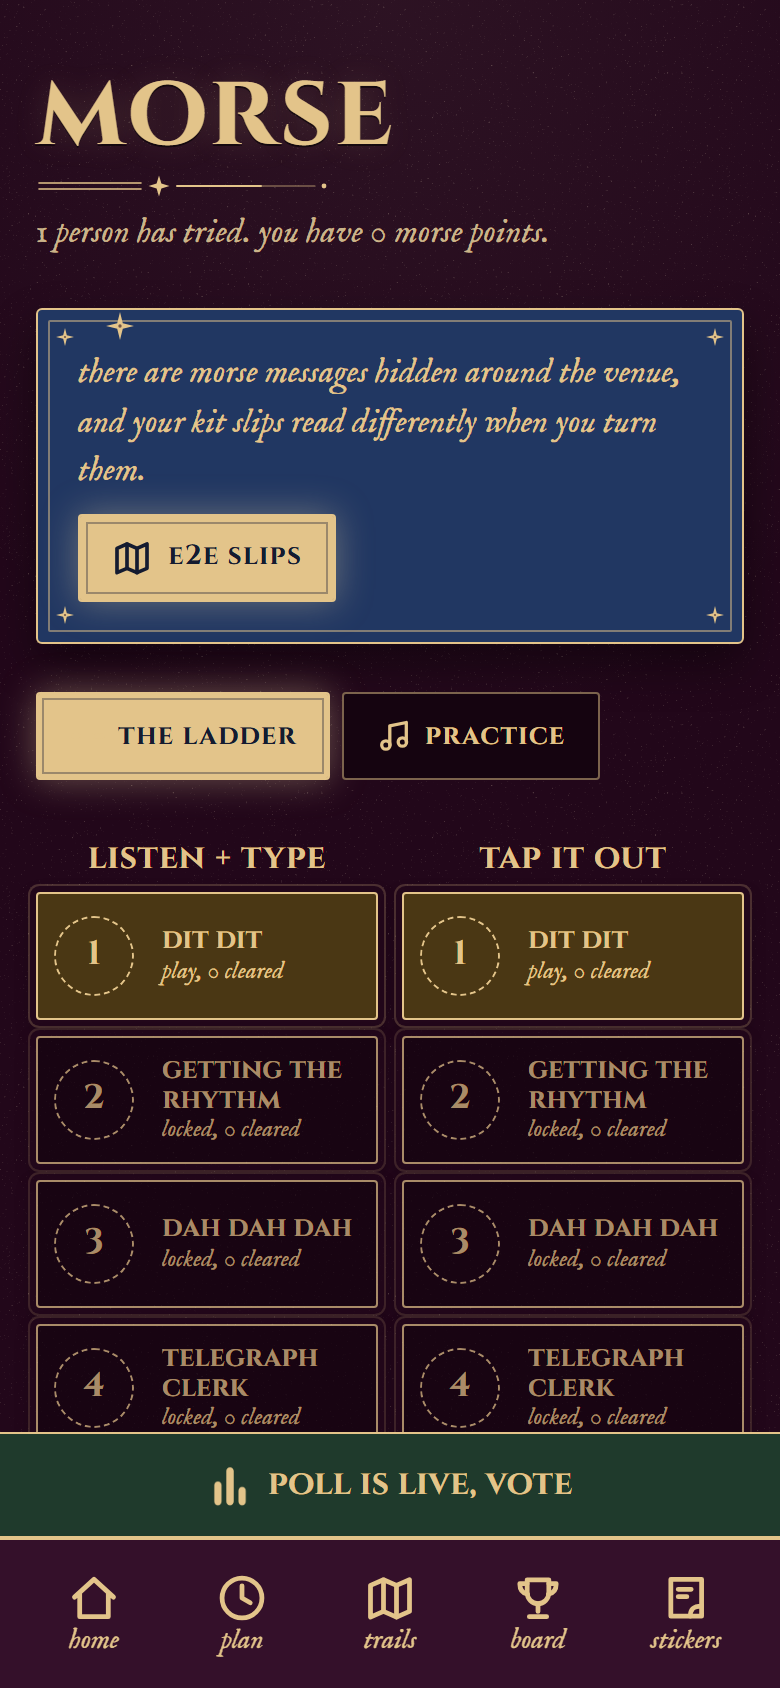 MORSE
1 person has tried. you have 0 morse points.
there are morse messages hidden around the venue,
and your kit slips read differently when you turn
them.
E2E SLIPS
THE LADDER
PRACTICE
LISTEN + TYPE
TAP IT OUT
1
DIT DIT
play, 0 cleared
1
DIT DIT
play, 0 cleared
2
GETTING THE
RHYTHM
locked, 0 cleared
2
GETTING THE
RHYTHM
locked, 0 cleared
3
DAH DAH DAH
locked, 0 cleared
3
DAH DAH DAH
locked, 0 cleared
4
TELEGRAPH
CLERK
locked, 0 cleared
4
TELEGRAPH
CLERK
locked, 0 cleared
POLL IS LIVE, VOTE
home
plan
trails
board
stickers